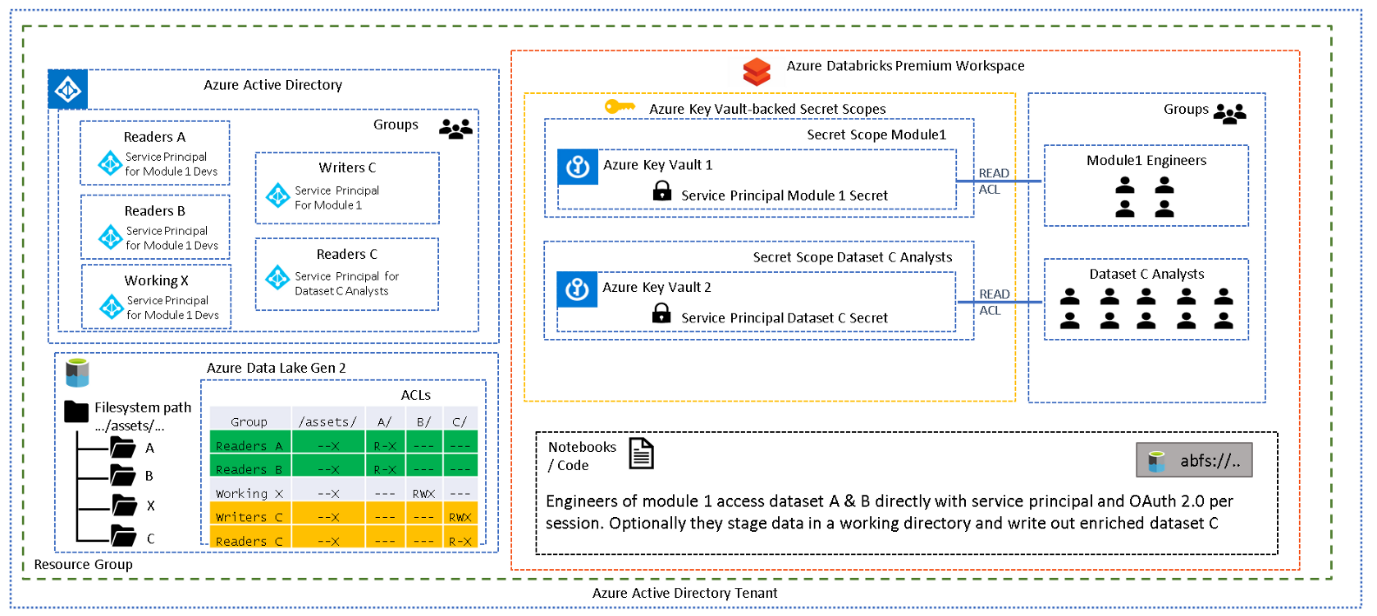 Azure Active Directory
Groups
Readers A
Service Principal
for Module 1 Devs
Readers B
Service Principal
for Module 1 Devs
Working X
Service Principal
for Module 1 Devs
Writers C
Service Principal
For Module 1
Readers C
Service Principal for
Dataset C Analysts
Azure Data Lake Gen 2
Filesystem path
.../assets/...
A
B
X
C
ACLs
Group /assets/ A/ B/ C/
Readers A --X R-X --- ---
Readers B --X R-X --- ---
Working X --X --- RWX ---
Writers C --X --- --- RWX
Readers C --X --- --- R-X
Resource Group
Azure Databricks Premium Workspace
Azure Key Vault-backed Secret Scopes
Secret Scope Module1
Azure Key Vault 1
Service Principal Module 1 Secret
READ
ACL
Secret Scope Dataset C Analysts
Azure Key Vault 2
Service Principal Dataset C Secret
READ
ACL
Groups
Module1 Engineers
Dataset C Analysts
Notebooks
/ Code
abfs://..
Engineers of module 1 access dataset A & B directly with service principal and OAuth 2.0 per
session. Optionally they stage data in a working directory and write out enriched dataset C
Azure Active Directory Tenant